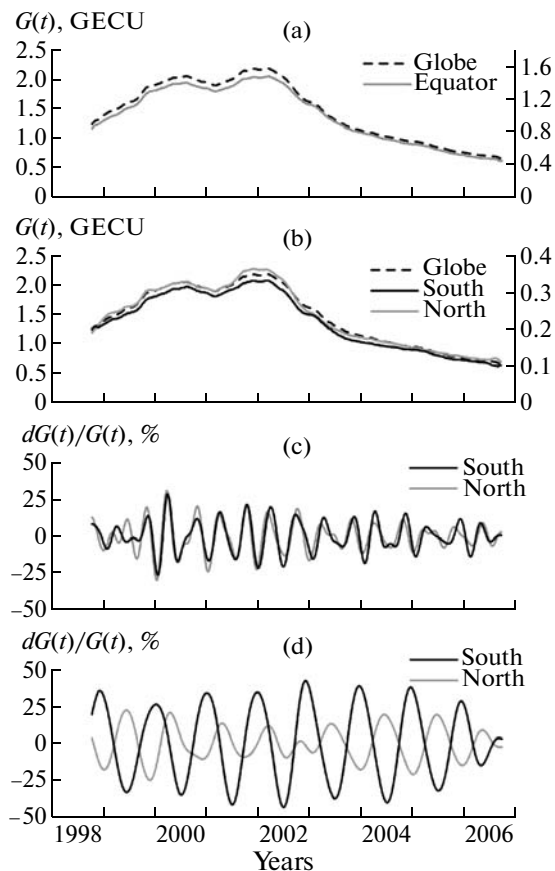 G(t), GECU
(a)
2.5
2.0
1.5
1.0
0.5
0
Globe
Equator
1.6
1.2
0.8
0.4
0
G(t), GECU
(b)
2.5
2.0
1.5
1.0
0.5
0
Globe
South
North
0.4
0.3
0.2
0.1
0
dG(t)/G(t), %
(c)
50
25
0
−25
−50
South
North
dG(t)/G(t), %
(d)
50
25
0
−25
−50
South
North
1998 2000 2002 2004 2006
Years